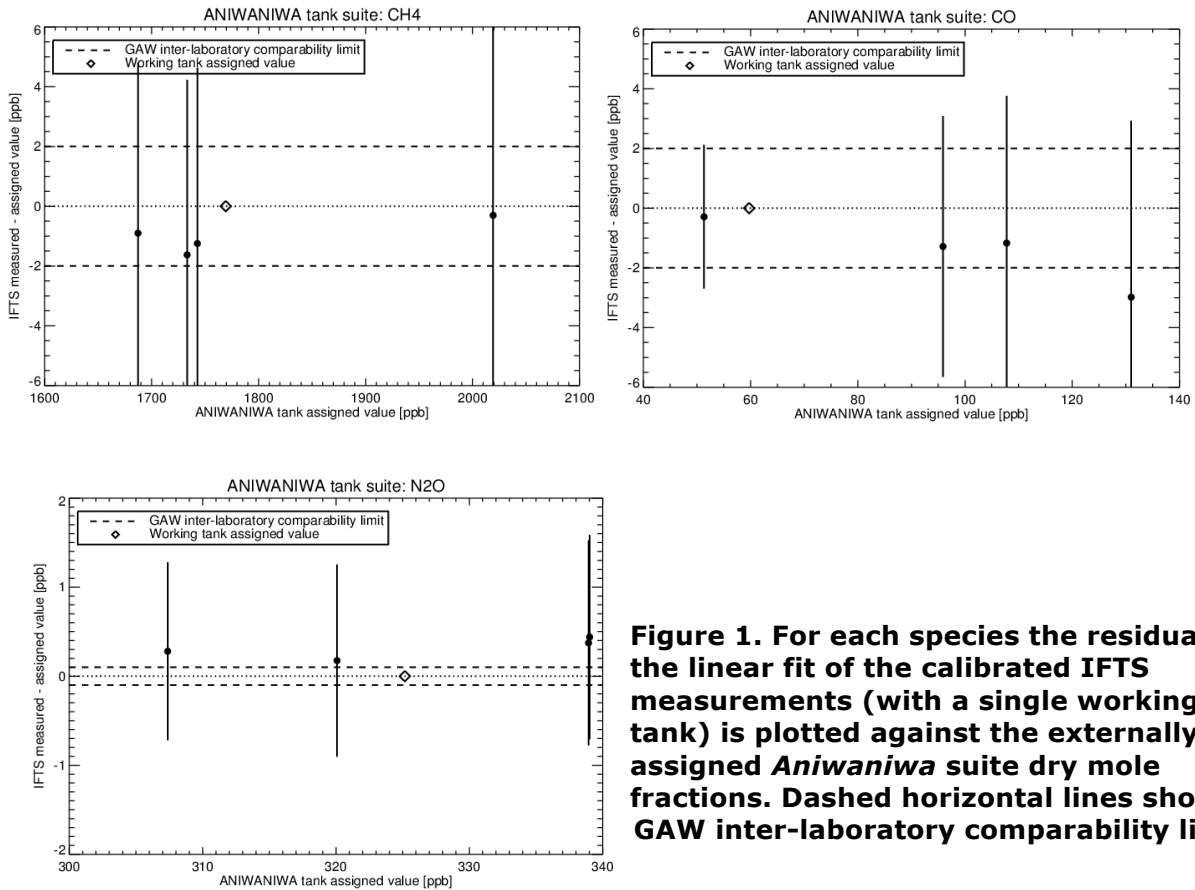 ANIWANIWA tank suite: CH4
GAW inter-laboratory comparability limit
Working tank assigned value
IFTS measured - assigned value [ppb]
6
4
2
0
-2
-4
-6
1600 1700 1800 1900 2000 2100
ANIWANIWA tank assigned value [ppb]
ANIWANIWA tank suite: CO
GAW inter-laboratory comparability limit
Working tank assigned value
IFTS measured - assigned value [ppb]
6
4
2
0
-2
-4
-6
40 60 80 100 120 140
ANIWANIWA tank assigned value [ppb]
ANIWANIWA tank suite: N2O
GAW inter-laboratory comparability limit
Working tank assigned value
IFTS measured - assigned value [ppb]
2
1
0
-1
-2
300 310 320 330 340
ANIWANIWA tank assigned value [ppb]
Figure 1. For each species the residua
the linear fit of the calibrated IFTS
measurements (with a single working
tank) is plotted against the externally
assigned Aniwaniwa suite dry mole
fractions. Dashed horizontal lines sho
GAW inter-laboratory comparability li